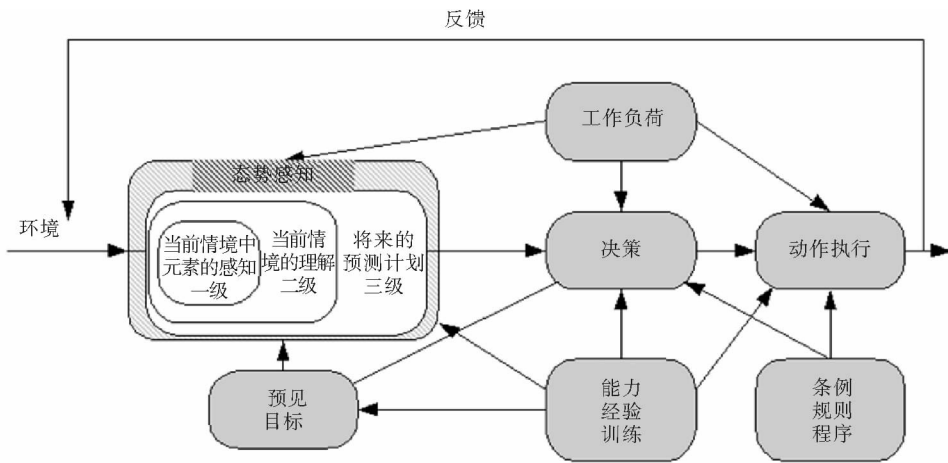 反馈
工作负荷
态势感知
环境
当前情境中
元素的感知
一级
当前情
境的理解
二级
将来的
预测计划
三级
决策
动作执行
预见
目标
能力
经验
训练
条例
规则
程序